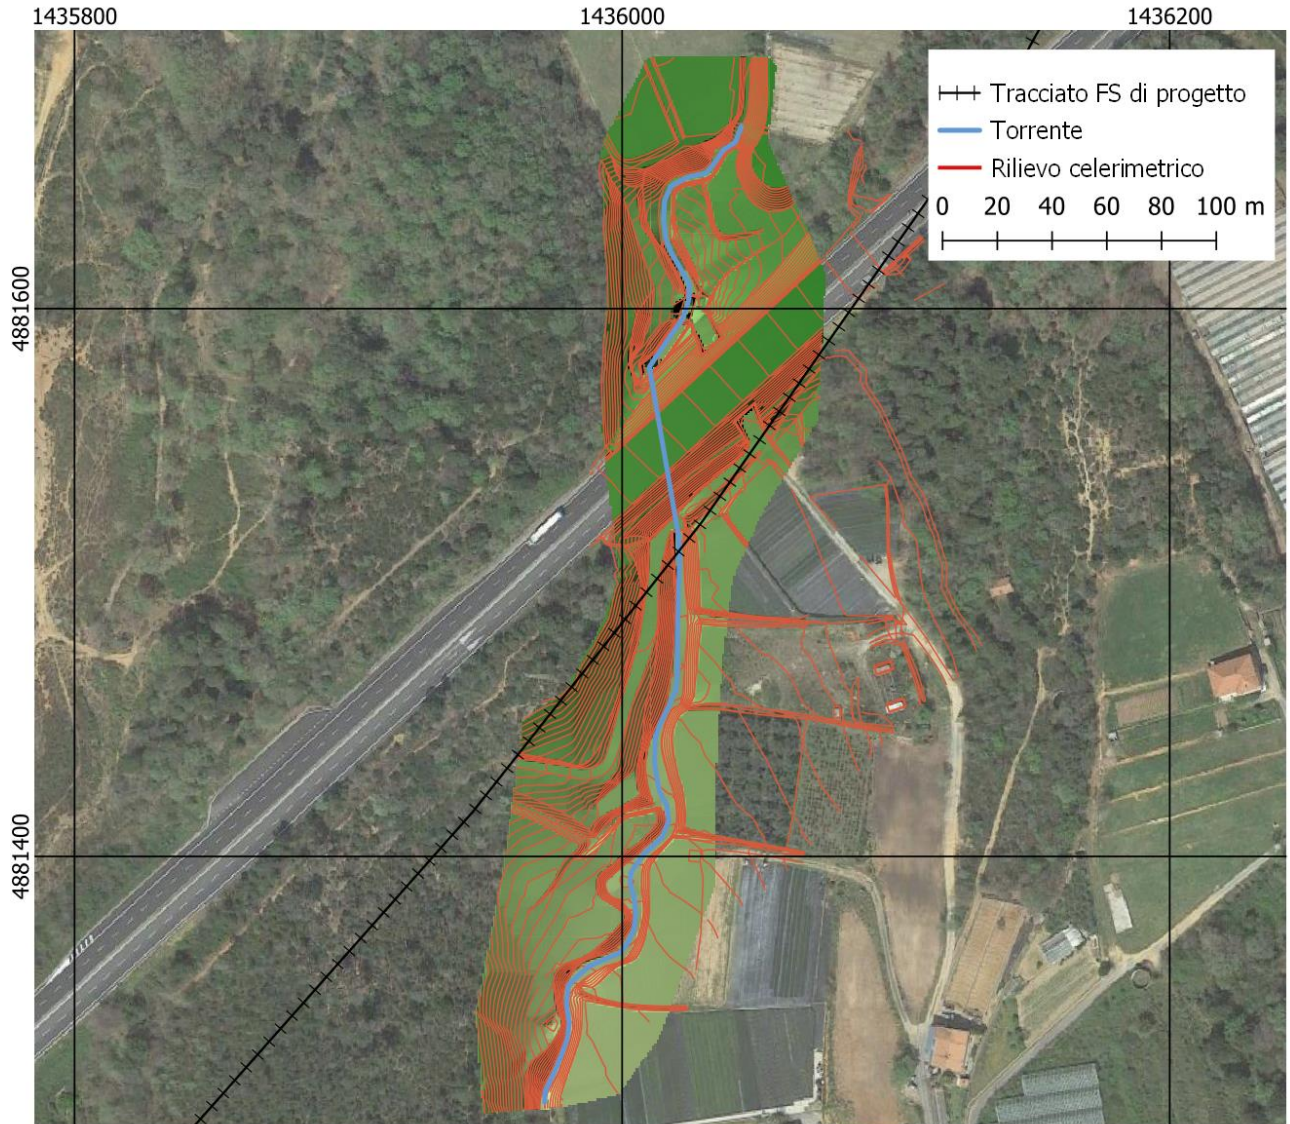 1435800 1436000 1436200
Tracciato FS di progetto
Torrente
Rilievo celerimetrico
0 20 40 60 80 100 m
4881600
4881400